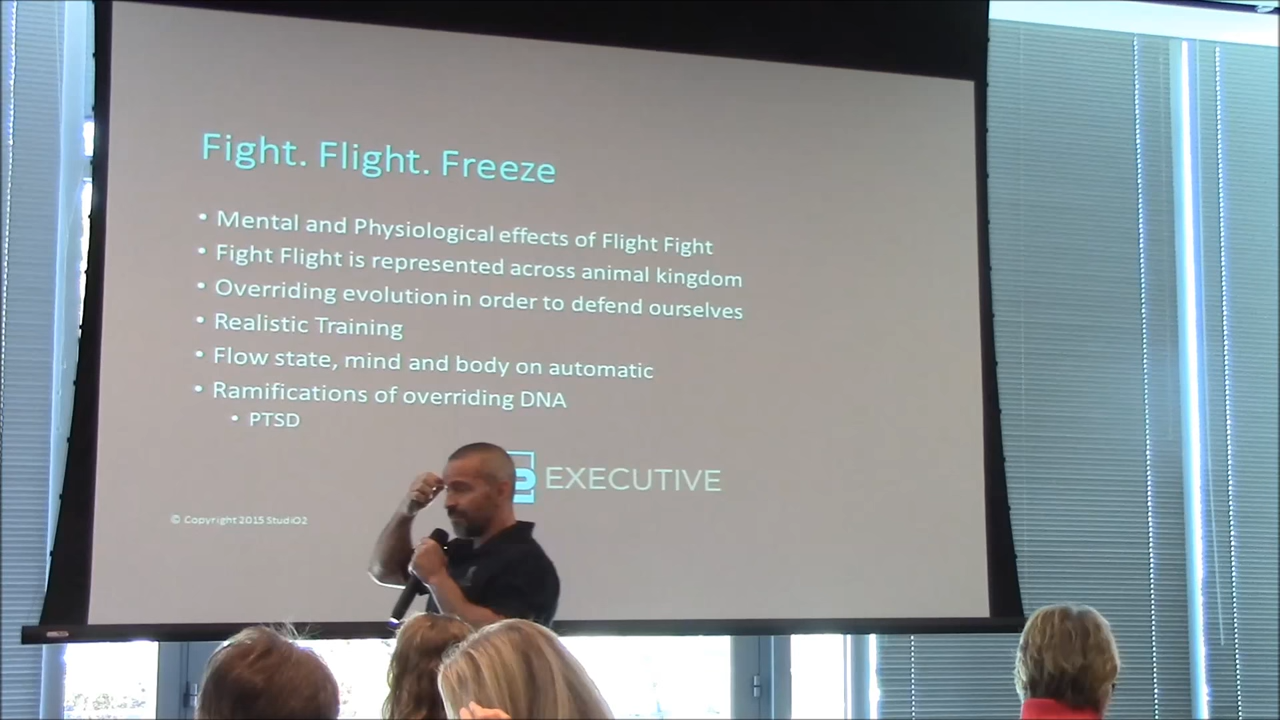 Fight. Flight. Freeze
• Mental and Physiological effects of Flight Fight
• Fight Flight is represented across animal kingdom
• Overriding evolution in order to defend ourselves
• Realistic Training
• Flow state, mind and body on automatic
• Ramifications of overriding DNA
• PTSD
EXECUTIVE
© Copyright 2015 StudiO2